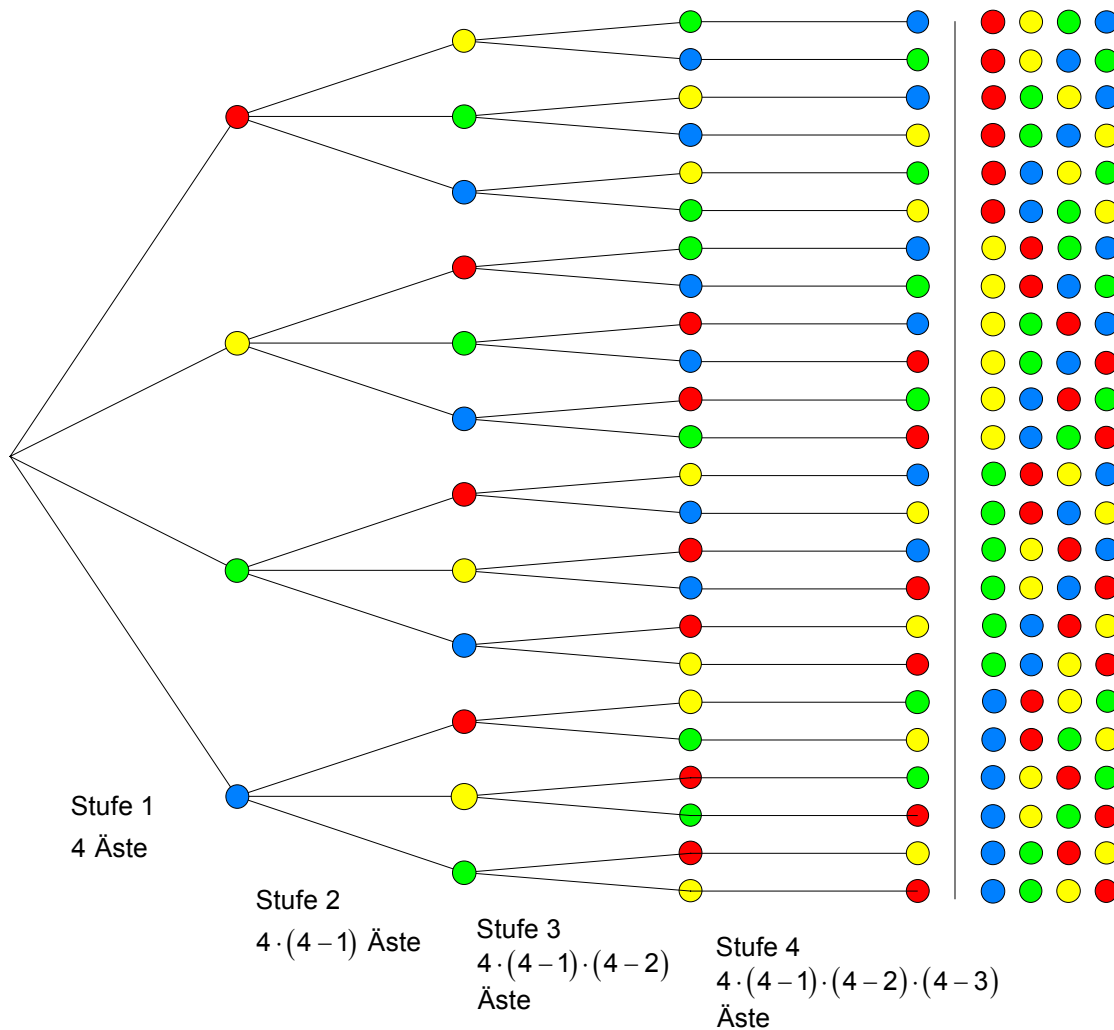 Stufe 1
4 Äste
Stufe 2
4 · (4 − 1) Äste
Stufe 3
4 · (4 − 1) · (4 − 2)
Äste
Stufe 4
4 · (4 − 1) · (4 − 2) · (4 − 3)
Äste